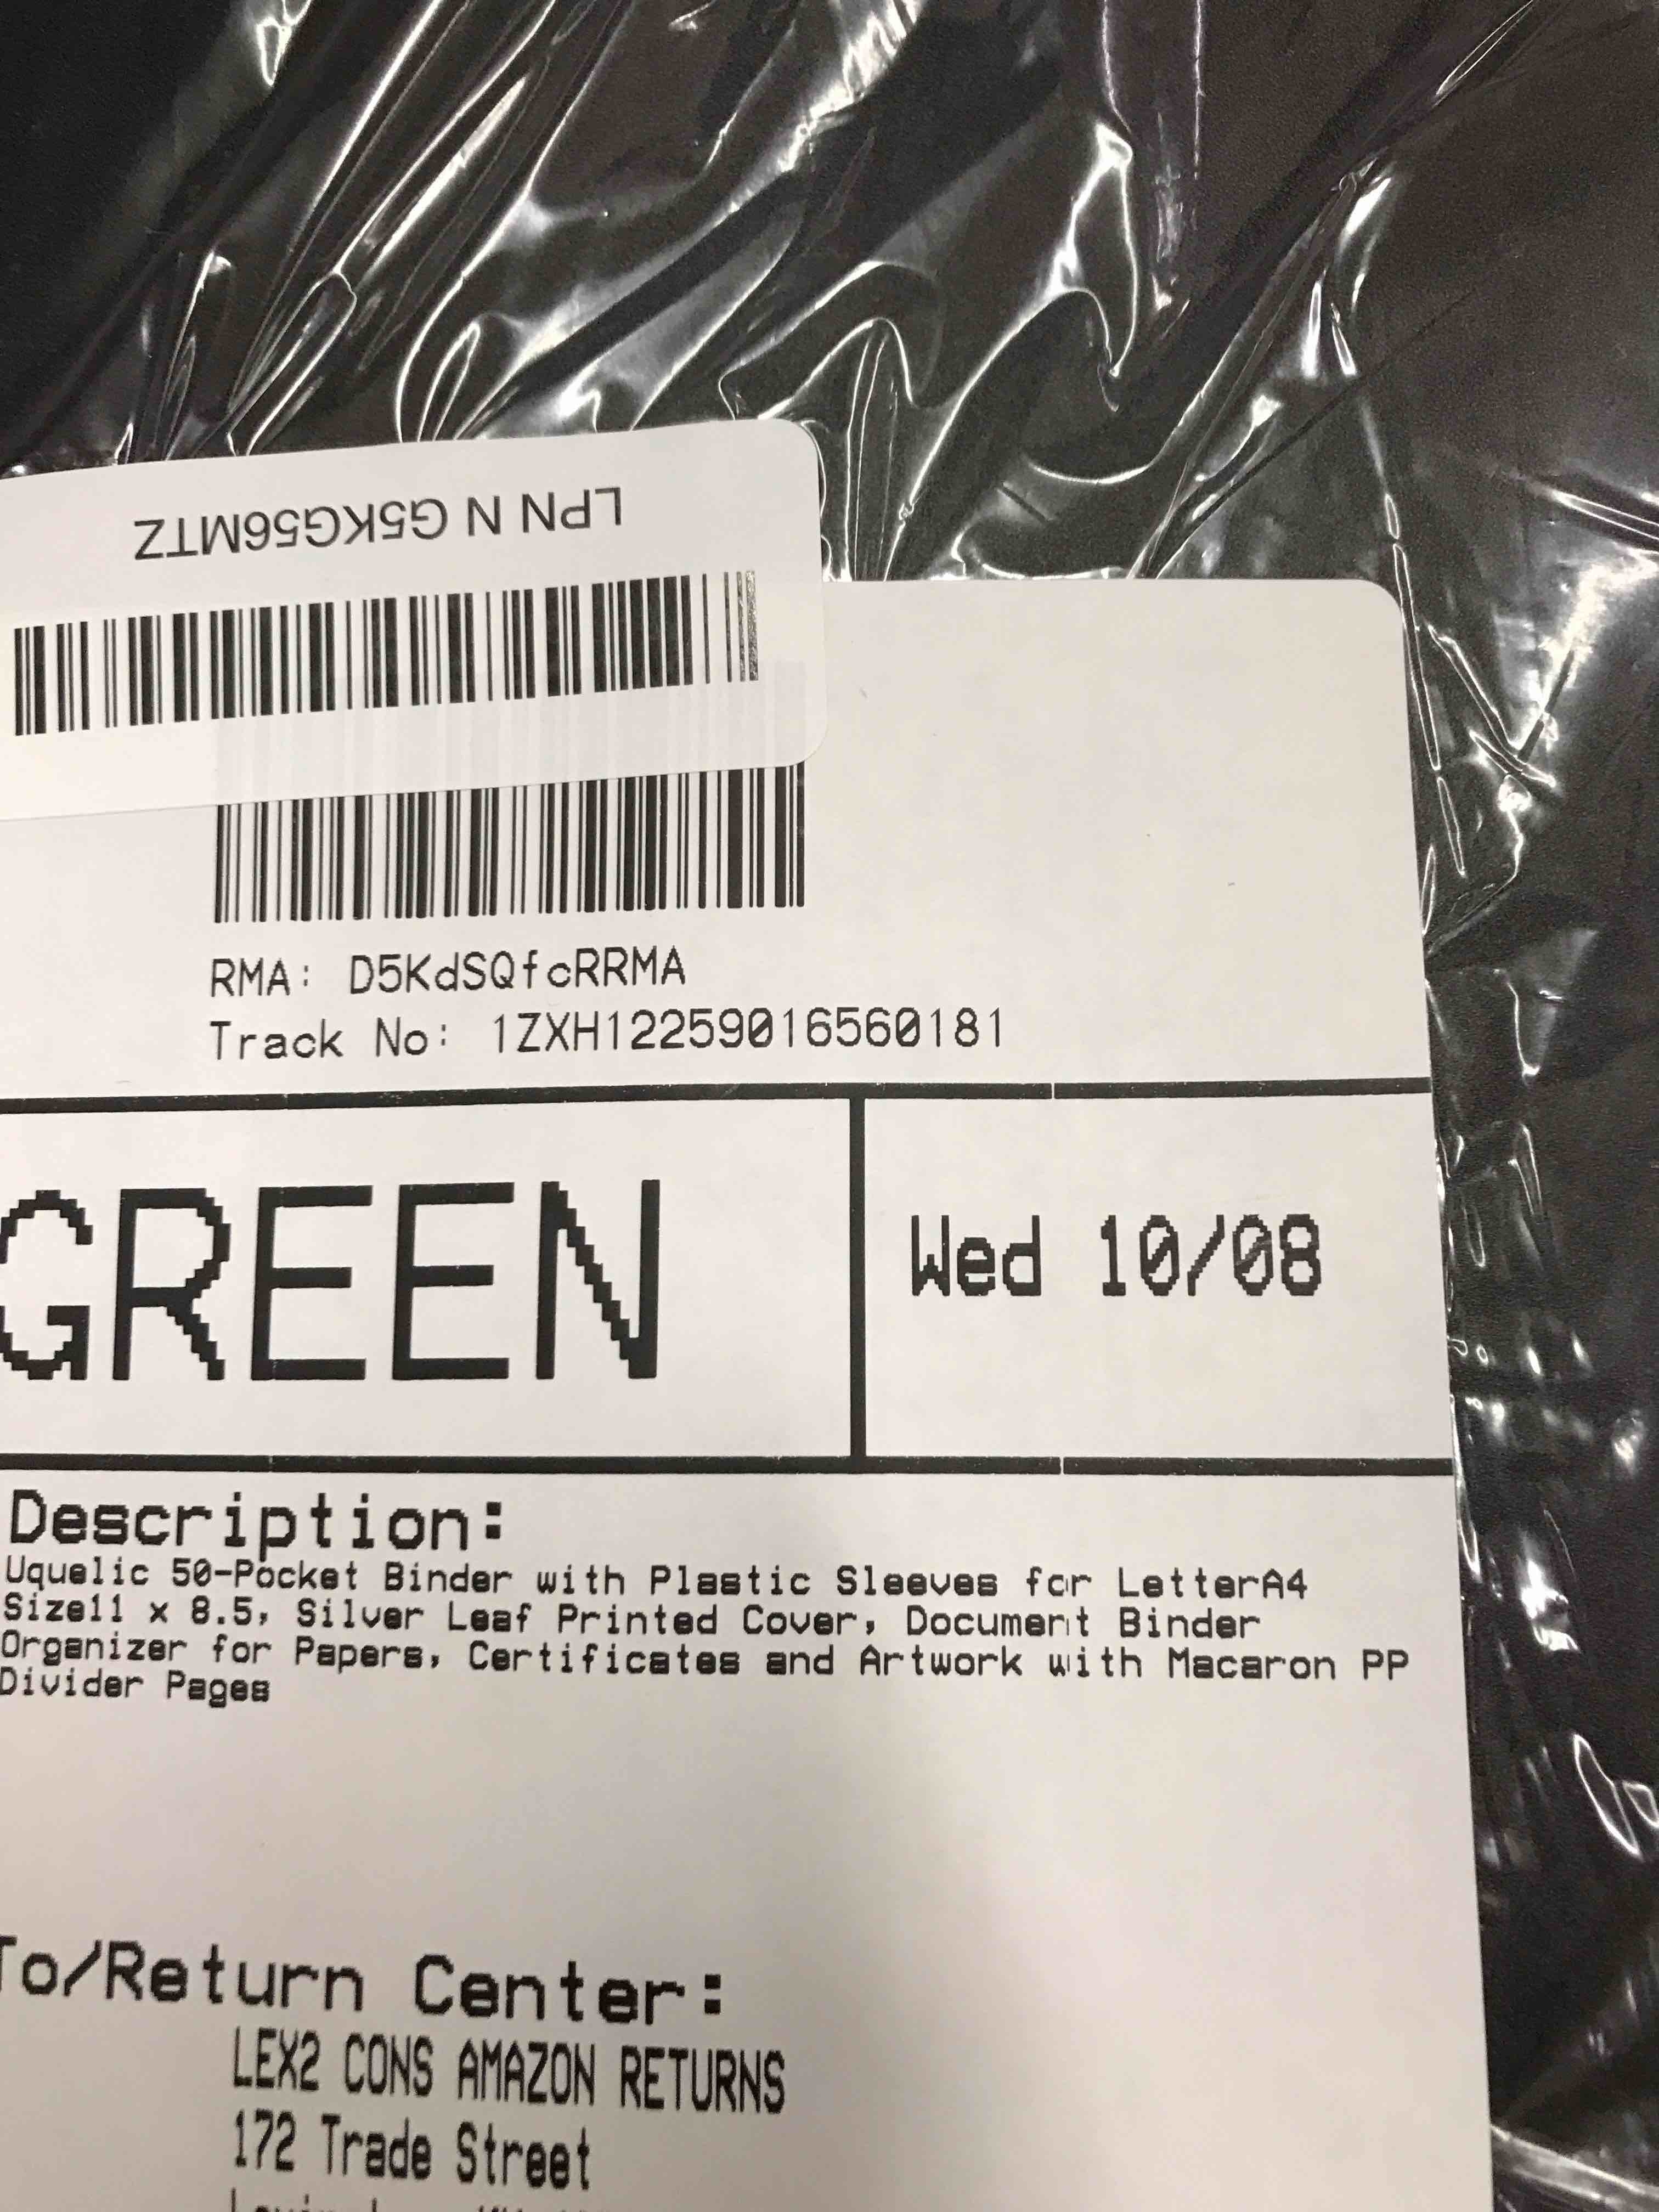 LPN N G5KG56MTZ
RMA: D5KdSQfcRRMA
Track No: 1ZXH12259016560181
GREEN
Wed 10/08
Description:
Uquelic 50-Pocket Binder with Plastic Sleeves for LetterA4
Size11 x 8.5, Silver Leaf Printed Cover, Document Binder
Organizer for Papers, Certificates and Artwork with Macaron PP
Divider Pages
To/Return Center:
LEX2 CONS AMAZON RETURNS
172 Trade Street